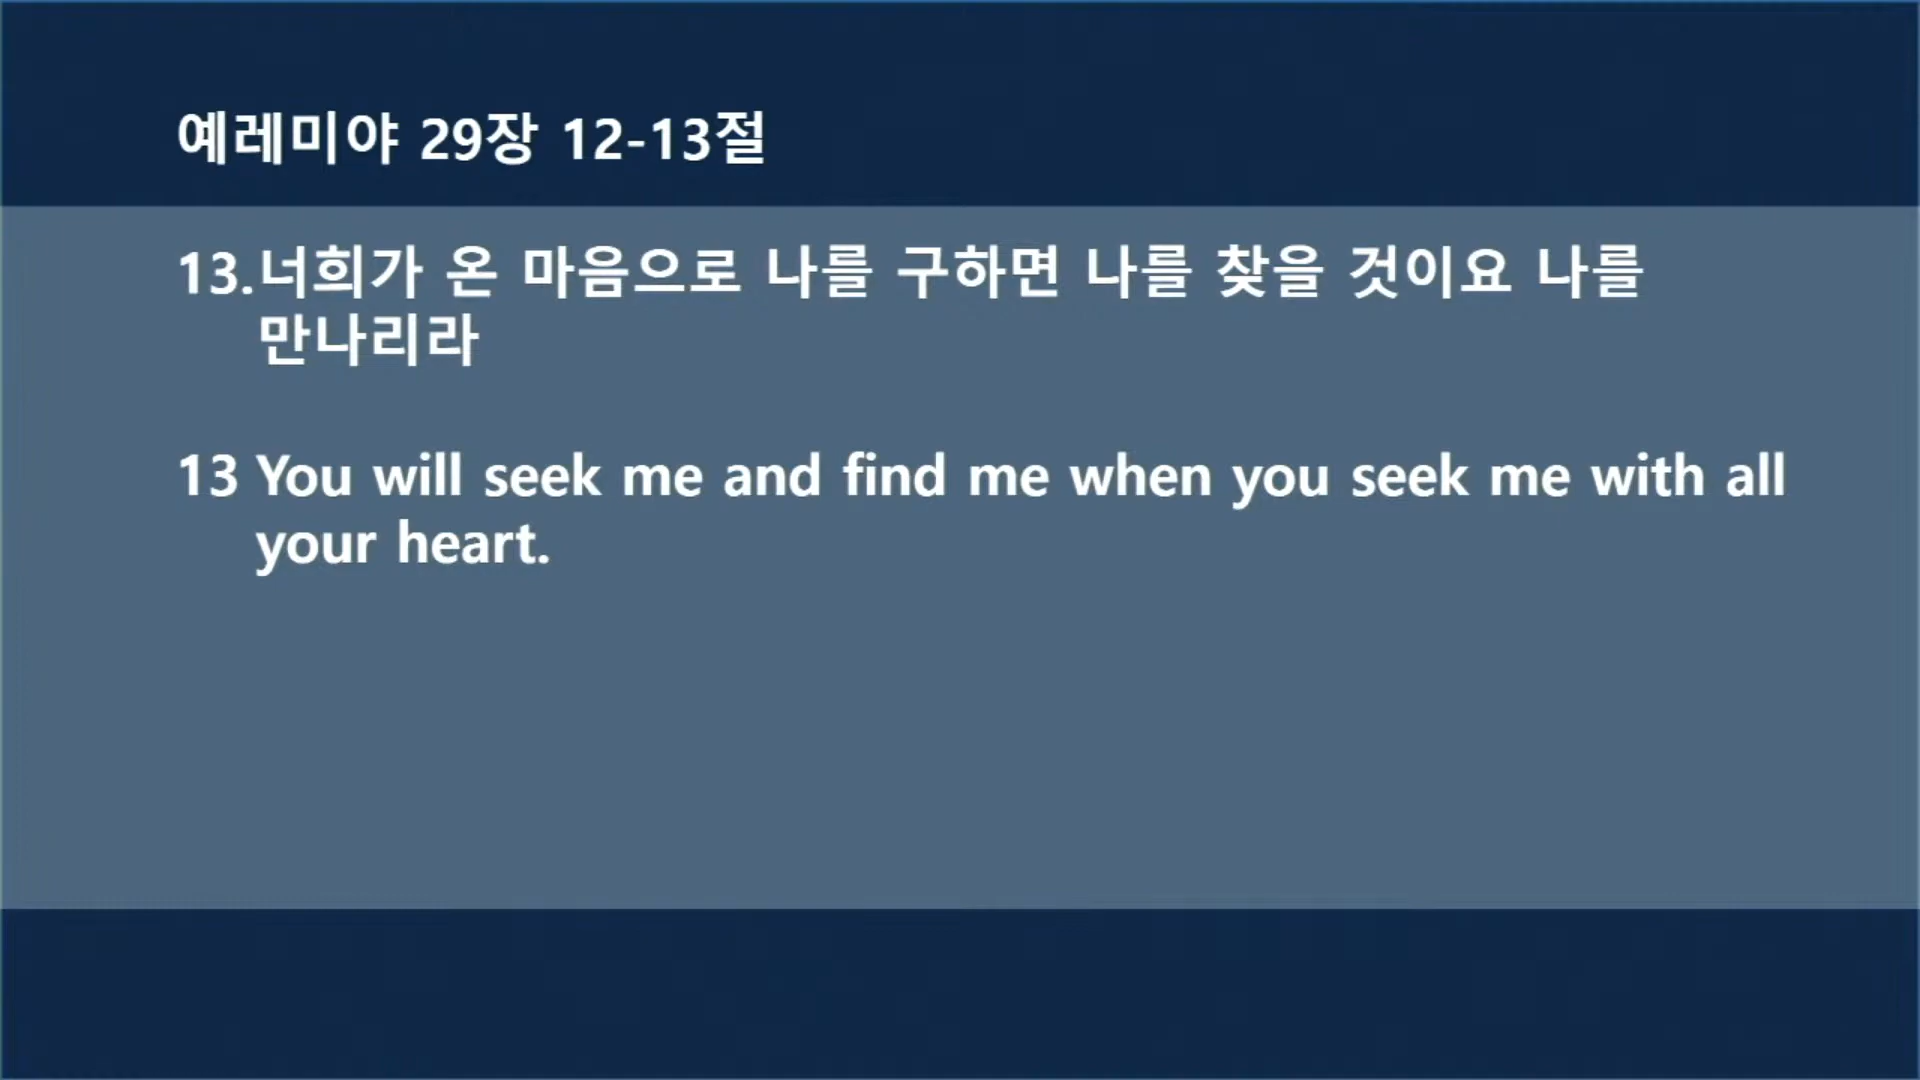 예레미야 29장 12-13절
13.너희가 온 마음으로 나를 구하면 나를 찾을 것이요 나를
만나리라
13 You will seek me and find me when you seek me with all
your heart.